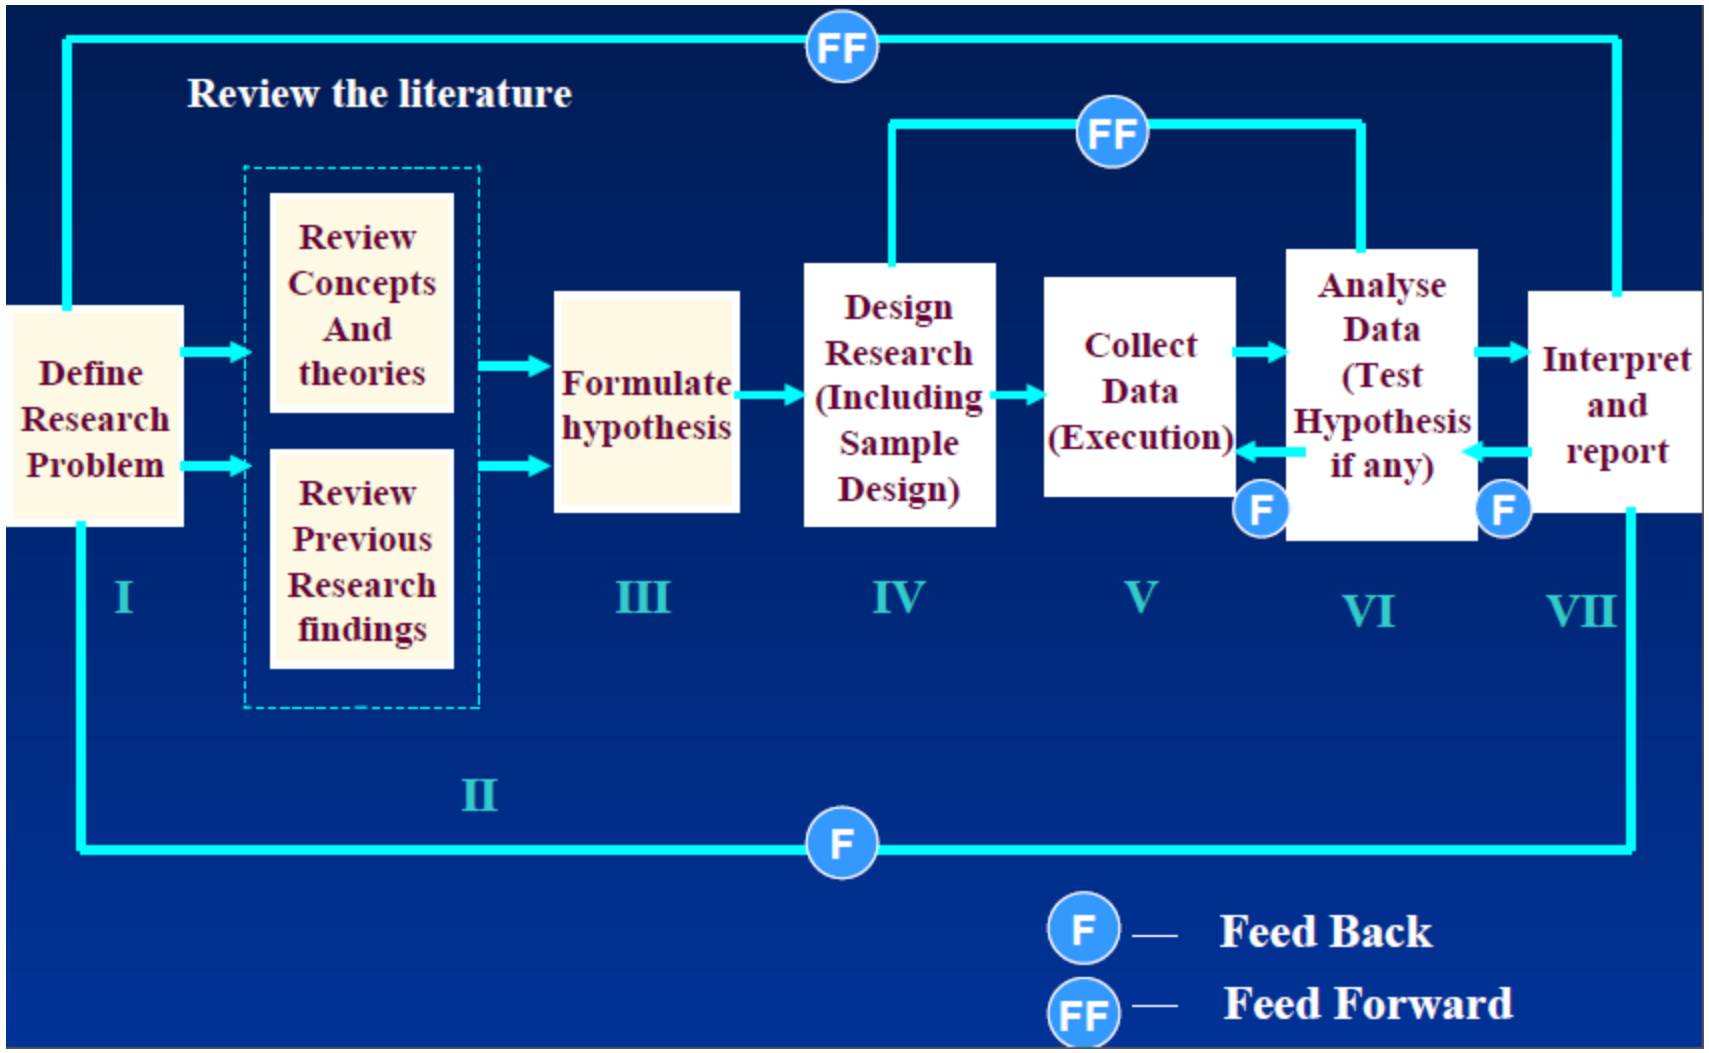 FF
Review the literature
FF
Define
Research
Problem
I
Review
Concepts
And
theories
Review
Previous
Research
findings
II
Formulate
hypothesis
III
Design
Research
(Including
Sample
Design)
IV
Collect
Data
(Execution)
V
F
Analyse
Data
(Test
Hypothesis
if any)
VI
F
Interpret
and
report
VII
F
F — Feed Back
FF — Feed Forward